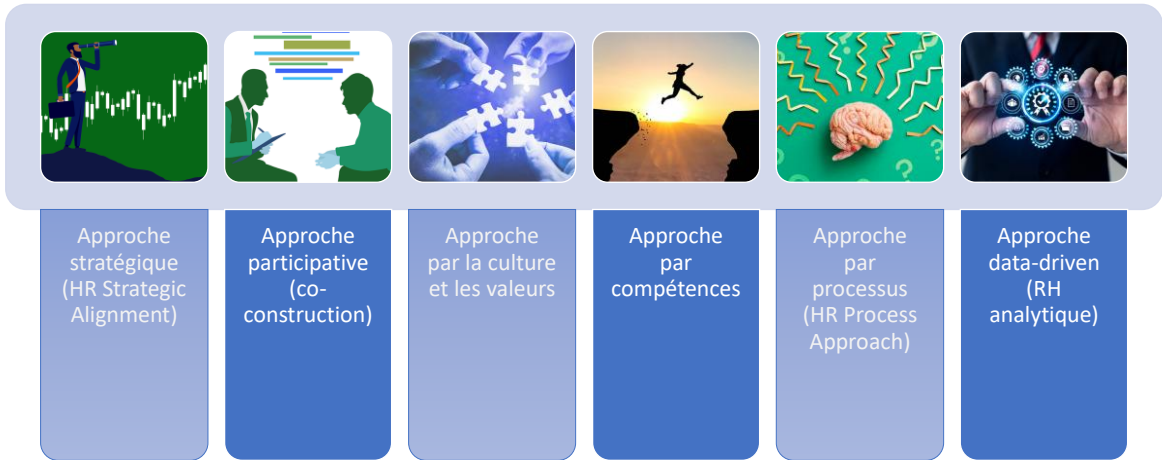 Approche
stratégique
(HR Strategic
Alignment)
Approche
participative
(co-
construction)
Approche
par la culture
et les valeurs
Approche
par
compétences
Approche
par
processus
(HR Process
Approach)
Approche
data-driven
(RH
analytique)